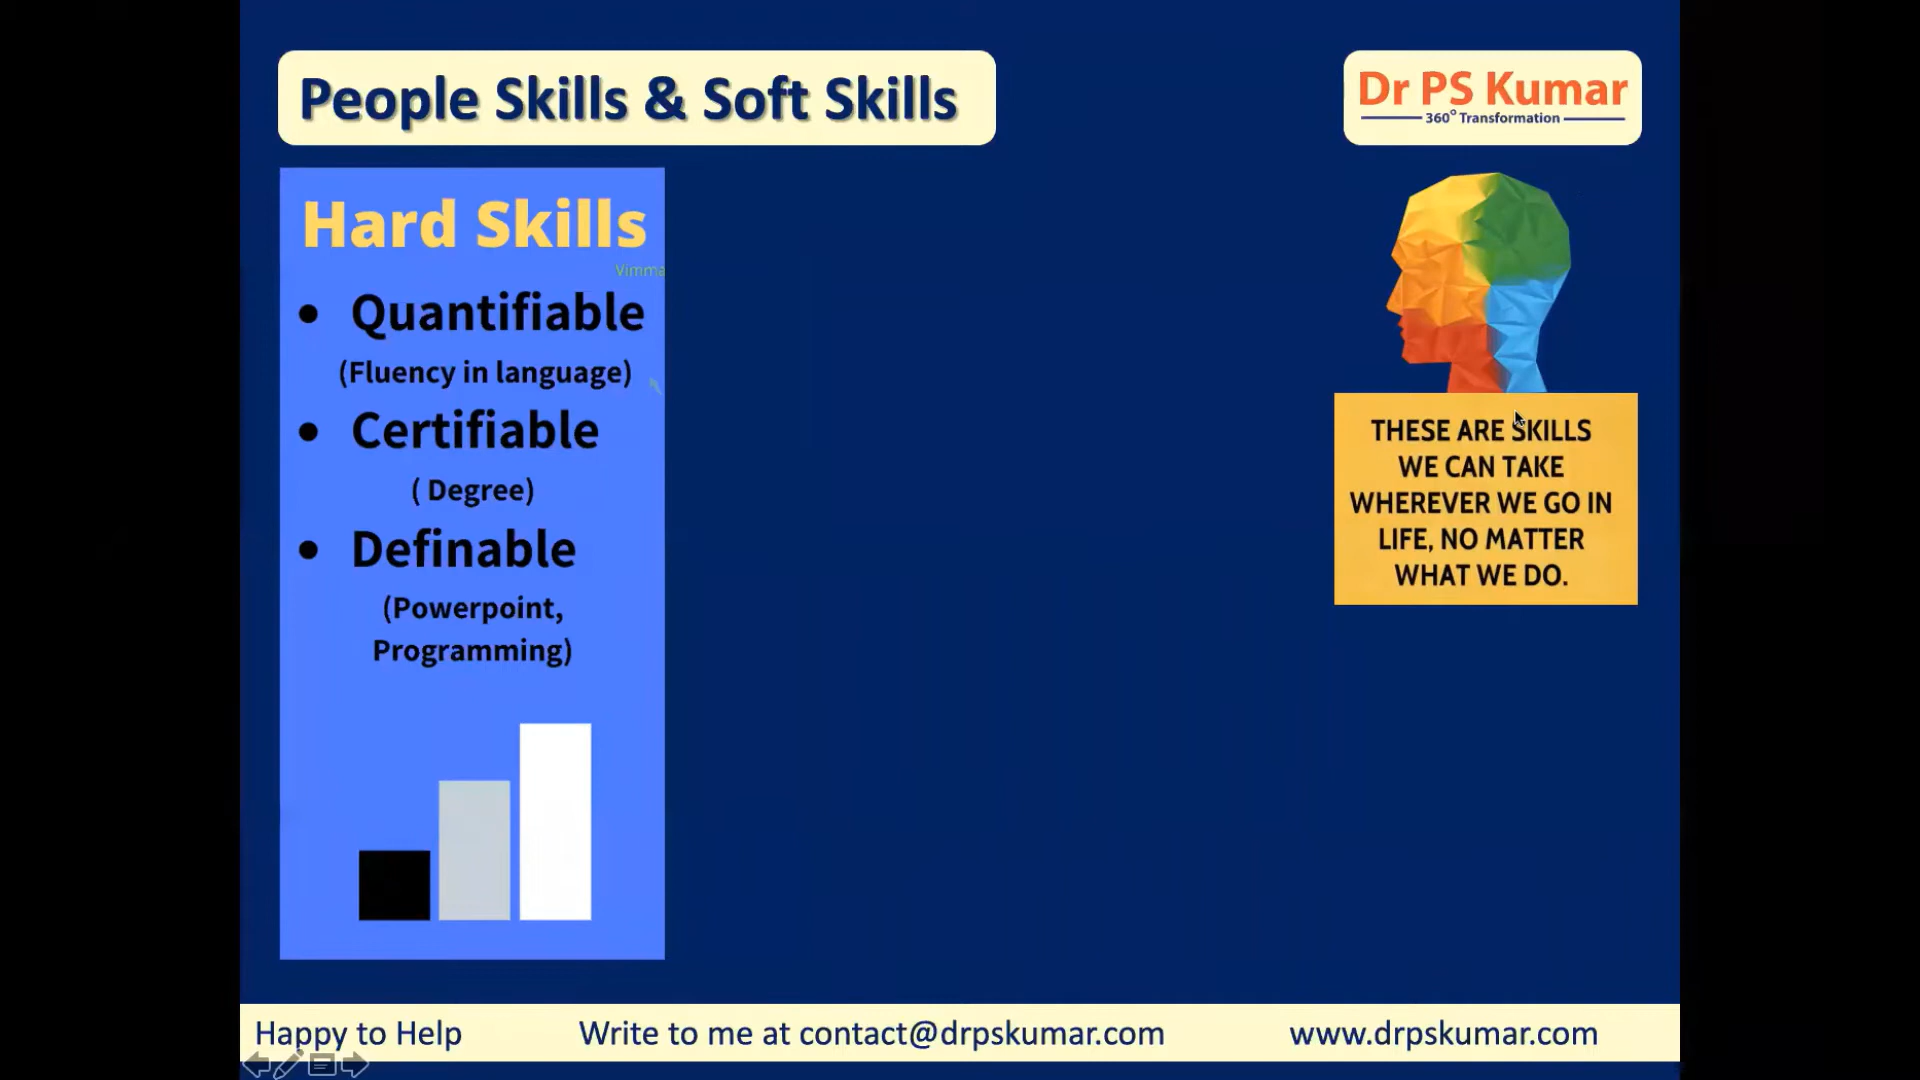 People Skills & Soft Skills
Dr PS Kumar
360° Transformation
Hard Skills
Vimma
• Quantifiable
(Fluency in language)
• Certifiable
( Degree)
• Definable
(Powerpoint,
Programming)
THESE ARE SKILLS
WE CAN TAKE
WHEREVER WE GO IN
LIFE, NO MATTER
WHAT WE DO.
Happy to Help
Write to me at contact@drpskumar.com
www.drpskumar.com